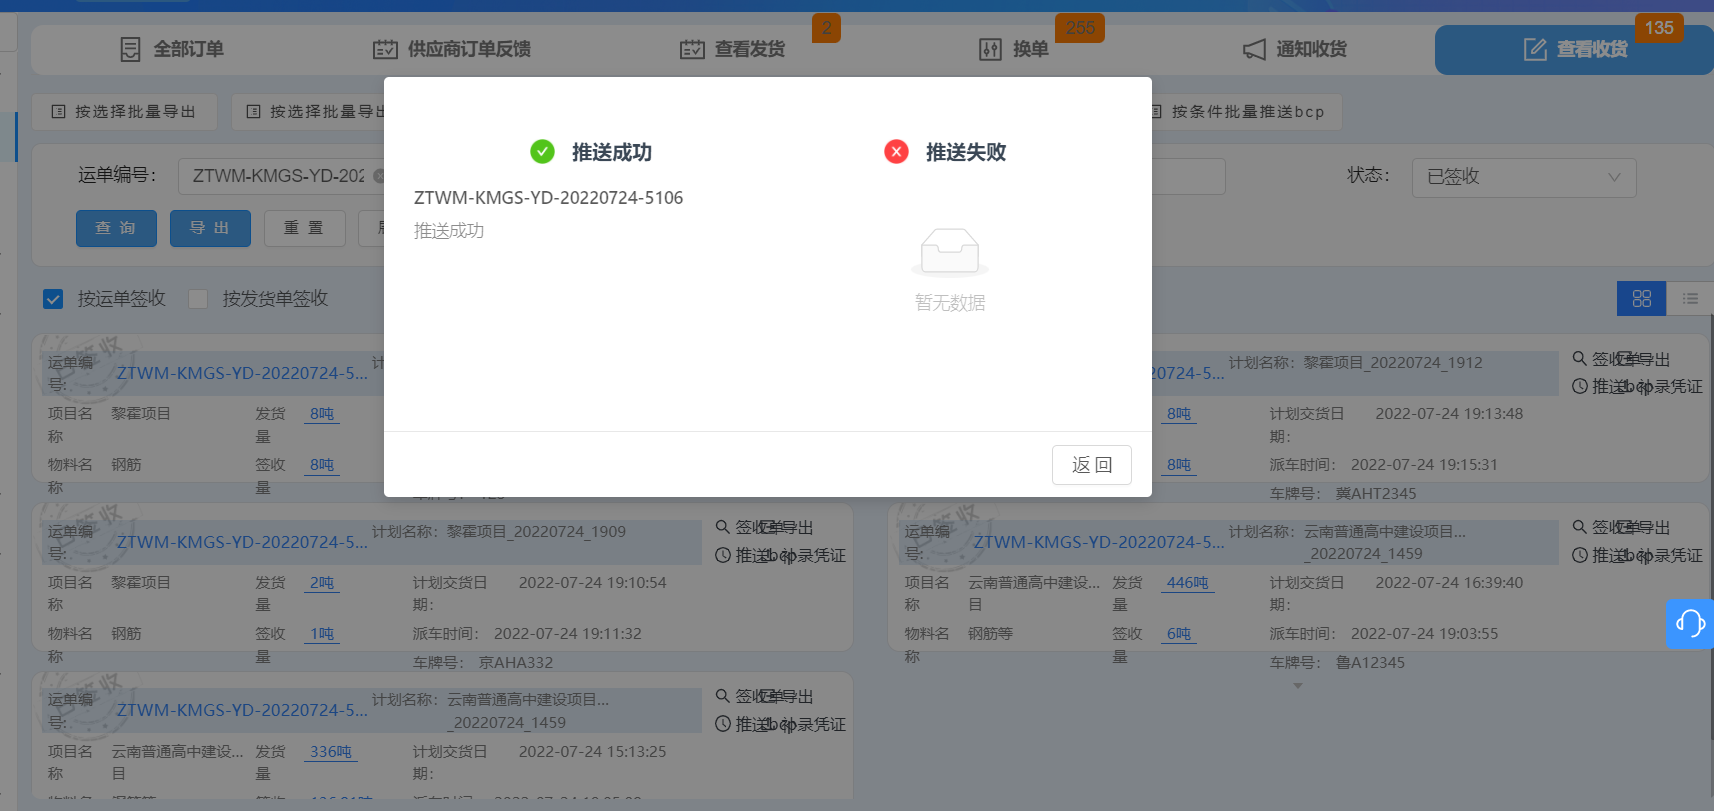 全部订单
供应商订单反馈
查看发货
2
换单
255
通知收货
查看收货
135
按选择批量导出
按选择批量导出
按条件批量推送bcp
运单编号：
ZTWM-KMGS-YD-202
状态：
已签收
查 询
导 出
重 置
按运单签收
按发货单签收
推送成功
推送失败
ZTWM-KMGS-YD-20220724-5106
推送成功
暂无数据
返 回
已签收
运单编号：
ZTWM-KMGS-YD-20220724-5...
计
项目名称
黎霍项目
发货量
8吨
物料名称
钢筋
签收量
8吨
20724-5...
计划名称：
黎霍项目_20220724_1912
签收单导出
推送bcp
补录凭证
8吨
计划交货日期：
2022-07-24 19:13:48
8吨
派车时间：
2022-07-24 19:15:31
车牌号：
冀AHT2345
已签收
运单编号：
ZTWM-KMGS-YD-20220724-5...
计划名称：
黎霍项目_20220724_1909
签收单导出
推送bcp
补录凭证
项目名称
黎霍项目
发货量
2吨
计划交货日期：
2022-07-24 19:10:54
物料名称
钢筋
签收量
1吨
派车时间：
2022-07-24 19:11:32
车牌号：
京AHA332
已签收
运单编号：
ZTWM-KMGS-YD-20220724-5...
计划名称：
云南普通高中建设项目...
_20220724_1459
签收单导出
推送bcp
补录凭证
项目名称
云南普通高中建设...
目
发货量
446吨
计划交货日期：
2022-07-24 16:39:40
物料名称
钢筋等
签收量
6吨
派车时间：
2022-07-24 19:03:55
车牌号：
鲁A12345
已签收
运单编号：
ZTWM-KMGS-YD-20220724-5...
计划名称：
云南普通高中建设项目...
_20220724_1459
签收单导出
推送bcp
补录凭证
项目名称
云南普通高中建设...
目
发货量
336吨
计划交货日期：
2022-07-24 15:13:25